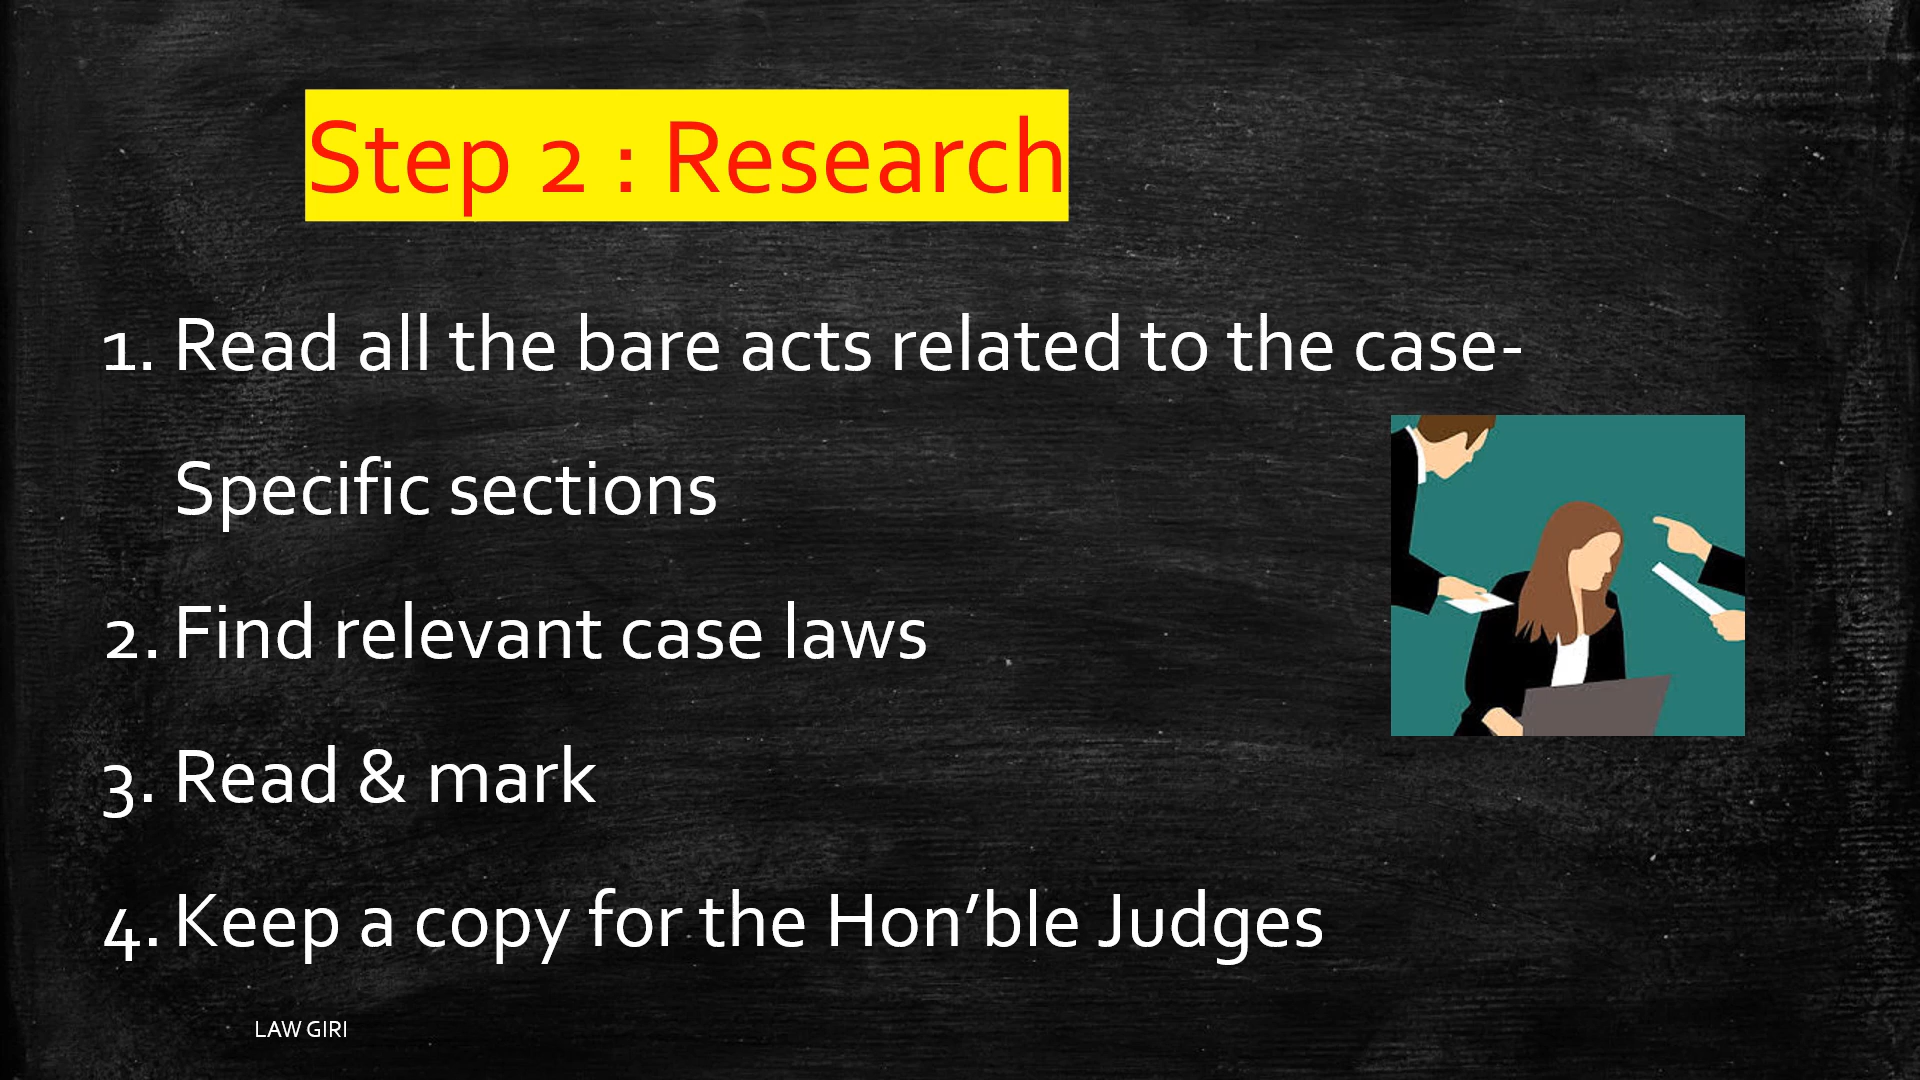 Step 2 : Research
1. Read all the bare acts related to the case-
Specific sections
2. Find relevant case laws
3. Read & mark
4. Keep a copy for the Hon’ble Judges
LAW GIRI